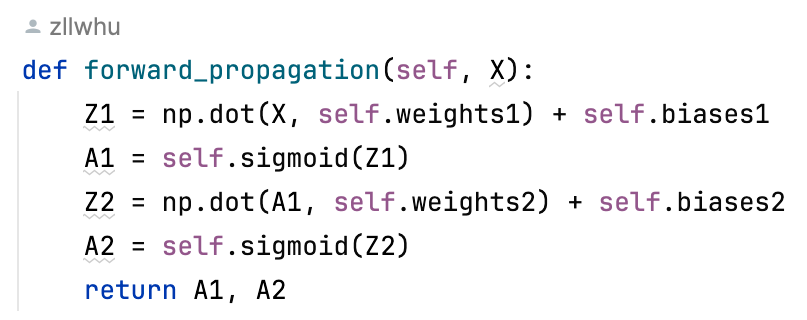 zllwhu
def forward_propagation(self, X):
    Z1 = np.dot(X, self.weights1) + self.biases1
    A1 = self.sigmoid(Z1)
    Z2 = np.dot(A1, self.weights2) + self.biases2
    A2 = self.sigmoid(Z2)
    return A1, A2